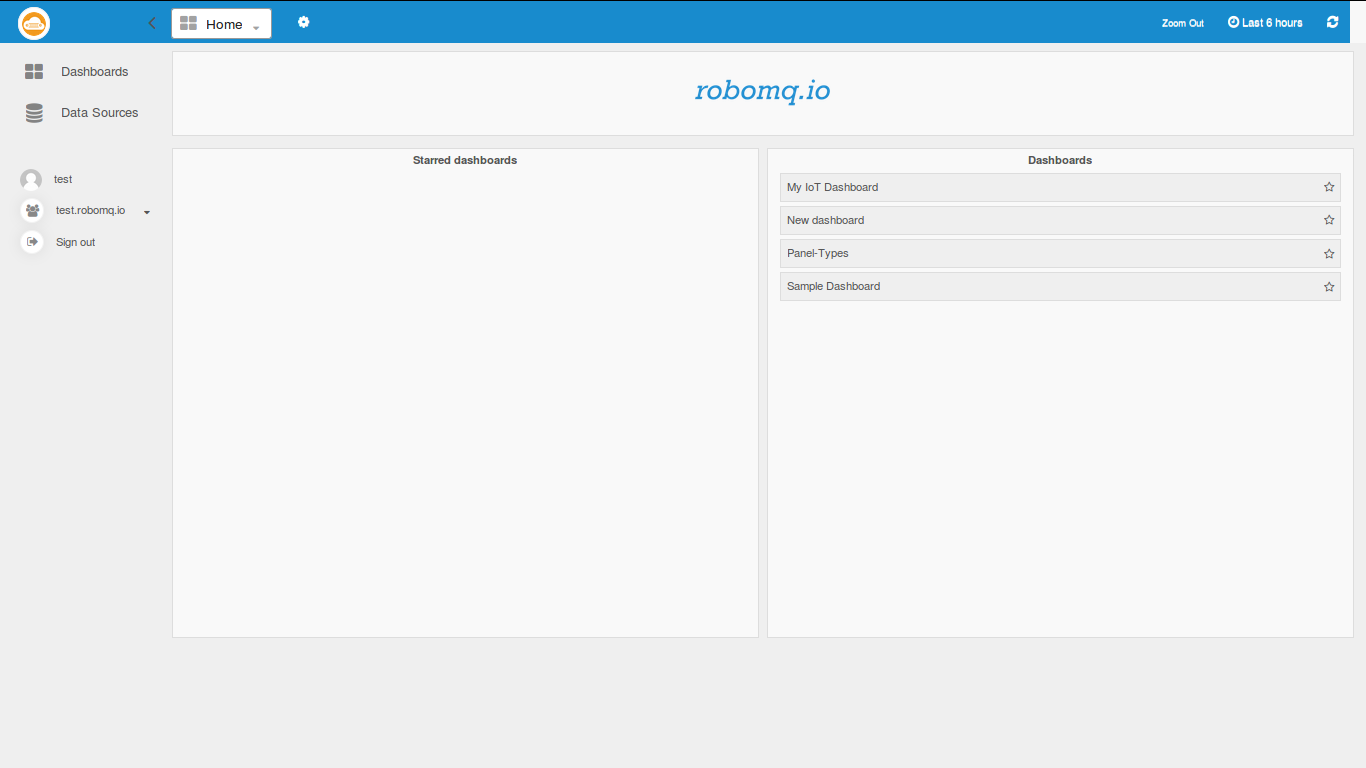 Home
Zoom Out
Last 6 hours
Dashboards
Data Sources
test
test.robomq.io
Sign out
robomq.io
Starred dashboards
Dashboards
My IoT Dashboard
New dashboard
Panel-Types
Sample Dashboard